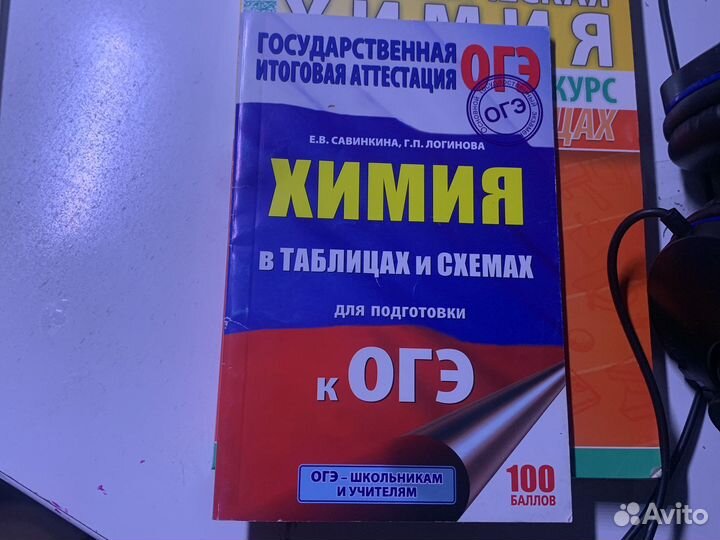 ГОСУДАРСТВЕННАЯ
ИТОГОВАЯ АТТЕСТАЦИЯ
ОГЭ
ОГЭ
Е.В. САВИНКИНА, Г.П. ЛОГИНОВА
ХИМИЯ
В ТАБЛИЦАХ И СХЕМАХ
ДЛЯ ПОДГОТОВКИ
К ОГЭ
ОГЭ – ШКОЛЬНИКАМ
И УЧИТЕЛЯМ
100
БАЛЛОВ
ХИМИЯ
КУРС
Avito